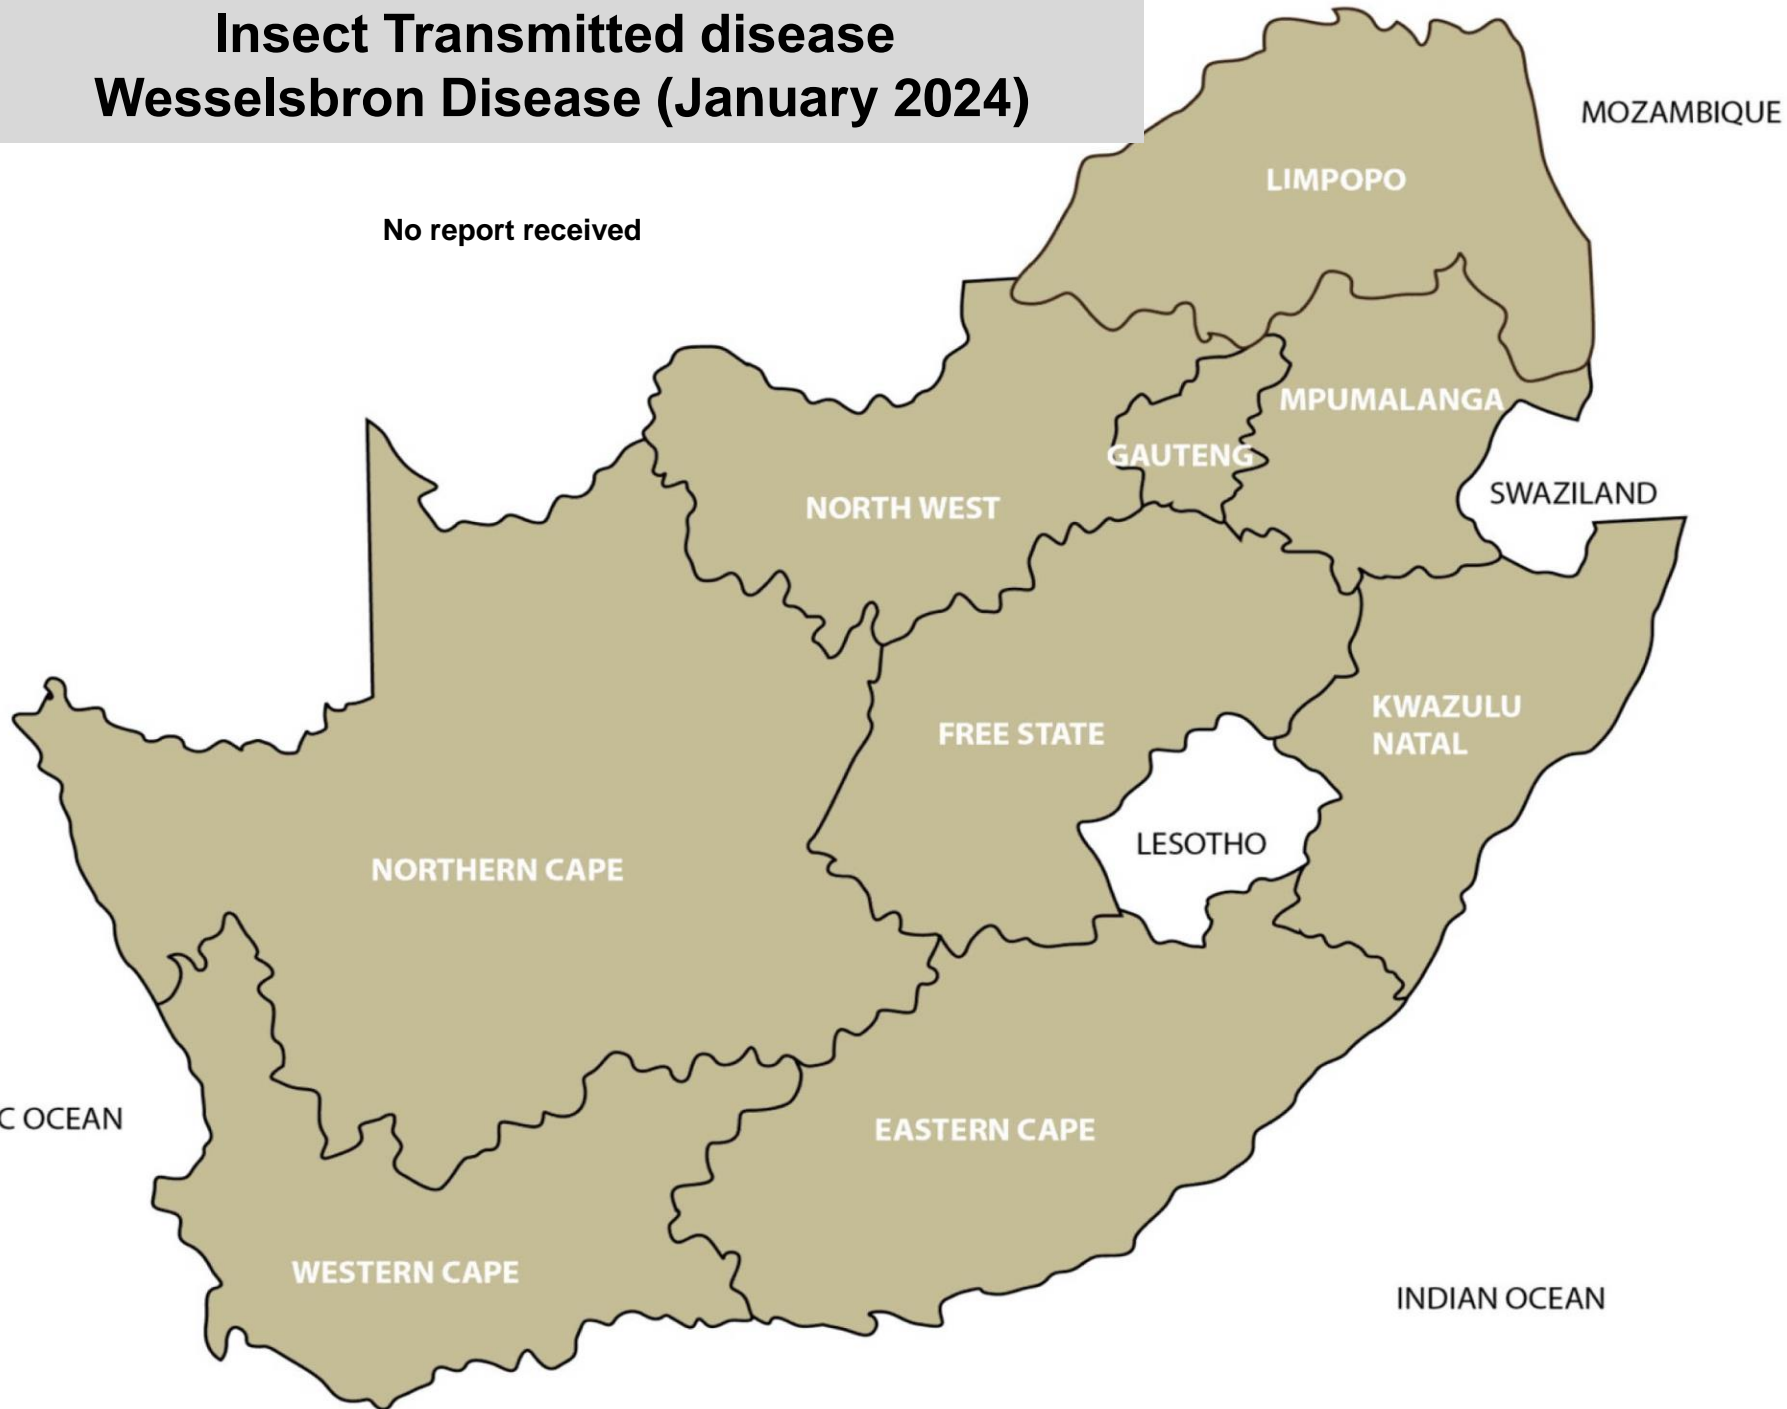 Insect Transmitted disease
Wesselsbron Disease (January 2024)
MOZAMBIQUE
LIMPOPO
No report received
MPUMALANGA
GAUTENG
SWAZILAND
NORTH WEST
KWAZULU
NATAL
FREE STATE
LESOTHO
NORTHERN CAPE
C OCEAN
EASTERN CAPE
WESTERN CAPE
INDIAN OCEAN